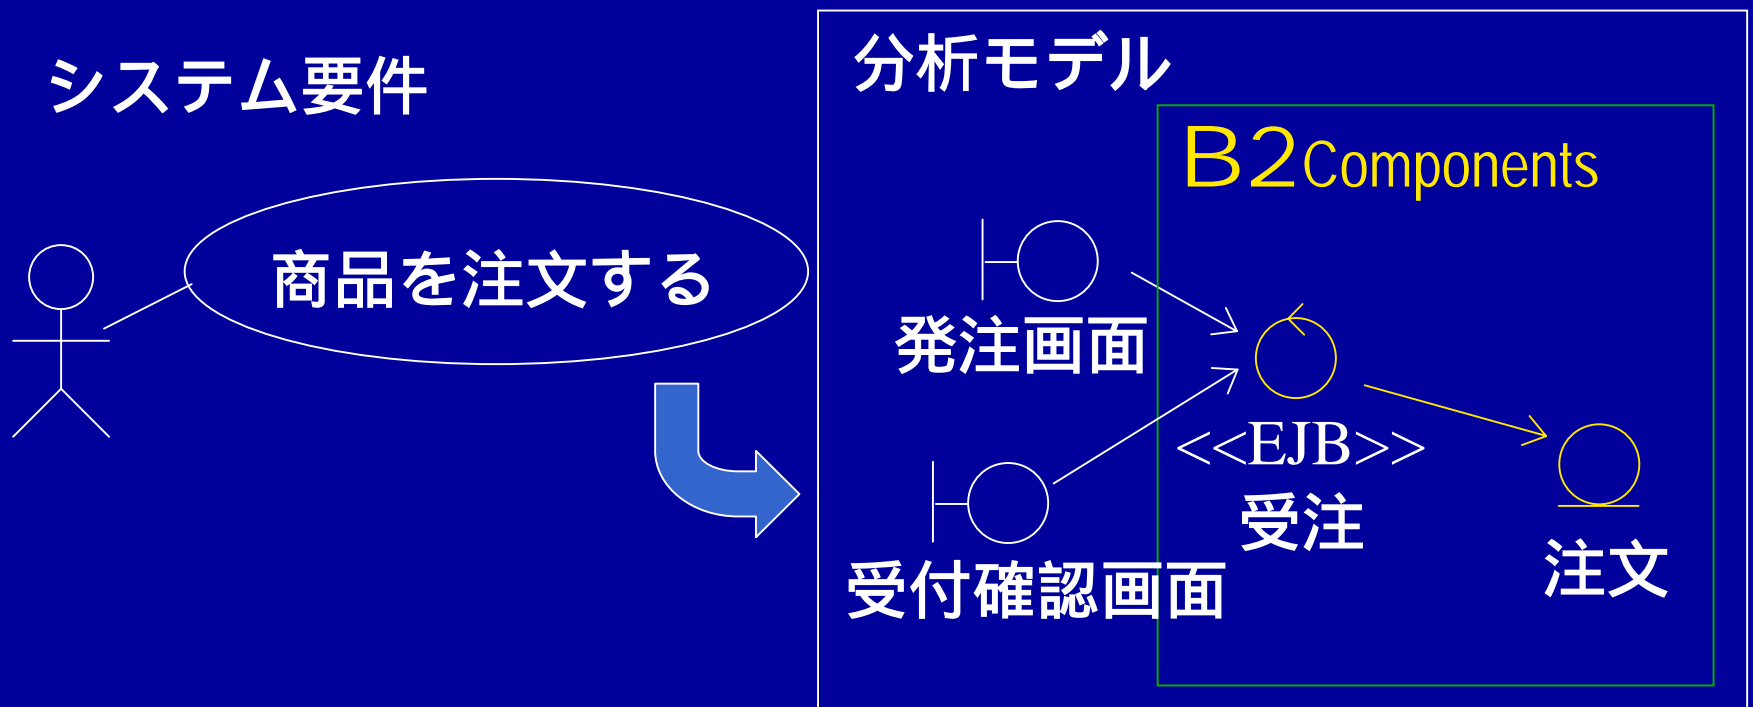 システム要件
商品を注文する
分析モデル
B2Components
発注画面
<<EJB>>
受注
注文
受付確認画面